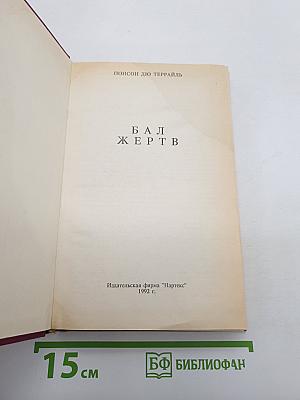 ПОНСОН ДЮ ТЕРРАЙЛЬ
БАЛ
ЖЕРТВ
Издательская фирма "Партекс"
1992 г.
15 см
БФ БИБЛИОФАН